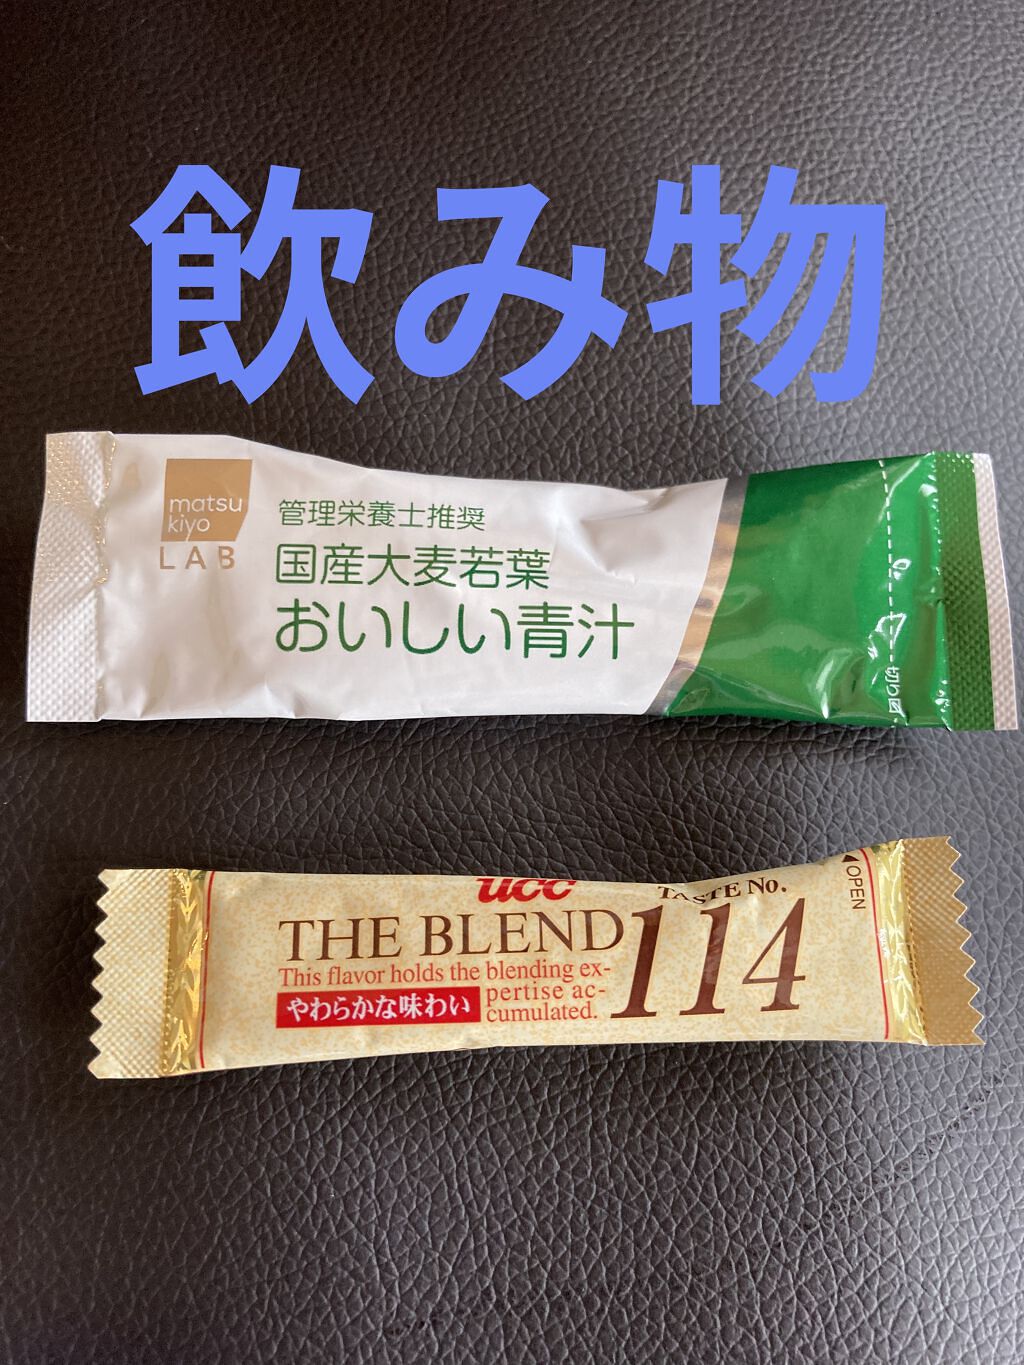 飲み物
matsu
kiyo
LAB
管理栄養士推奨
国産大麦若葉
おいしい青汁
切り口
ucc
TASTE No.
114
◀OPEN
THE BLEND
This flavor holds the blending ex-
pertise ac-
cumulated.
やわらかな味わい